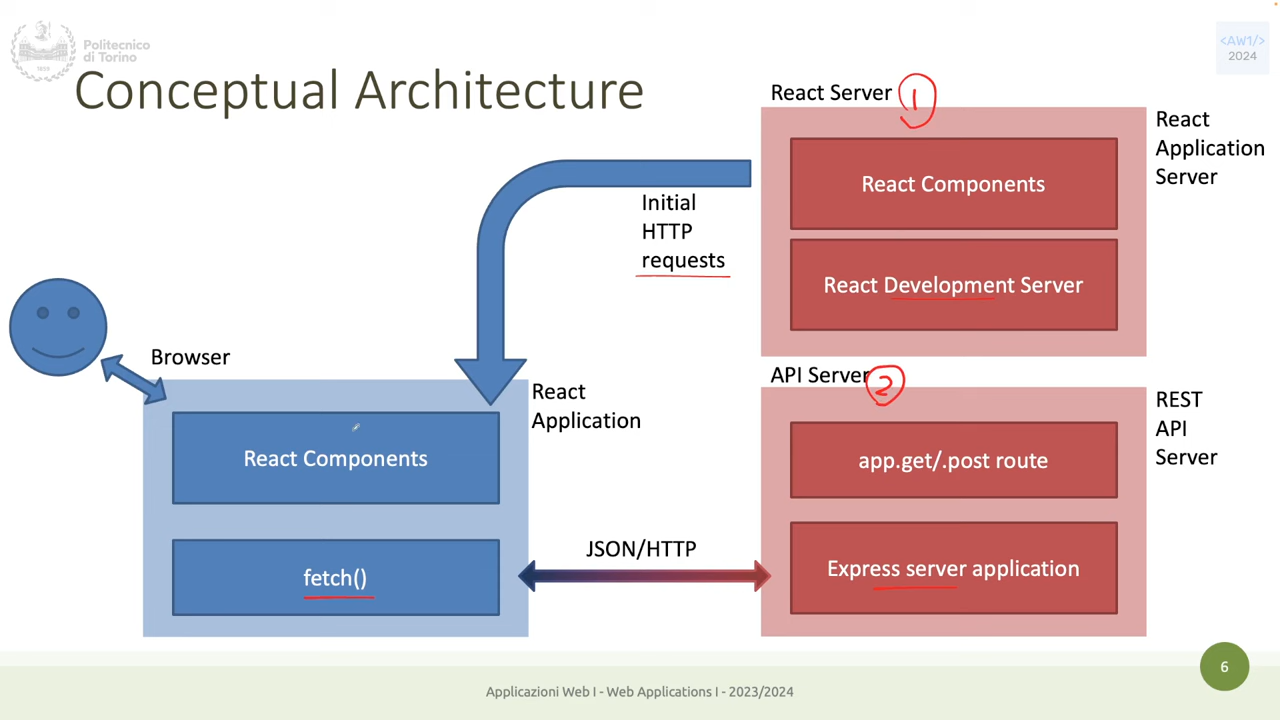 Politecnico
di Torino
1859
<AW1/>
2024
Conceptual Architecture
React Server
1
React
Application
Server
React Components
React Development Server
Initial
HTTP
requests
Browser
React
Application
React Components
fetch()
JSON/HTTP
API Server
2
REST
API
Server
app.get/.post route
Express server application
6
Applicazioni Web I - Web Applications I - 2023/2024